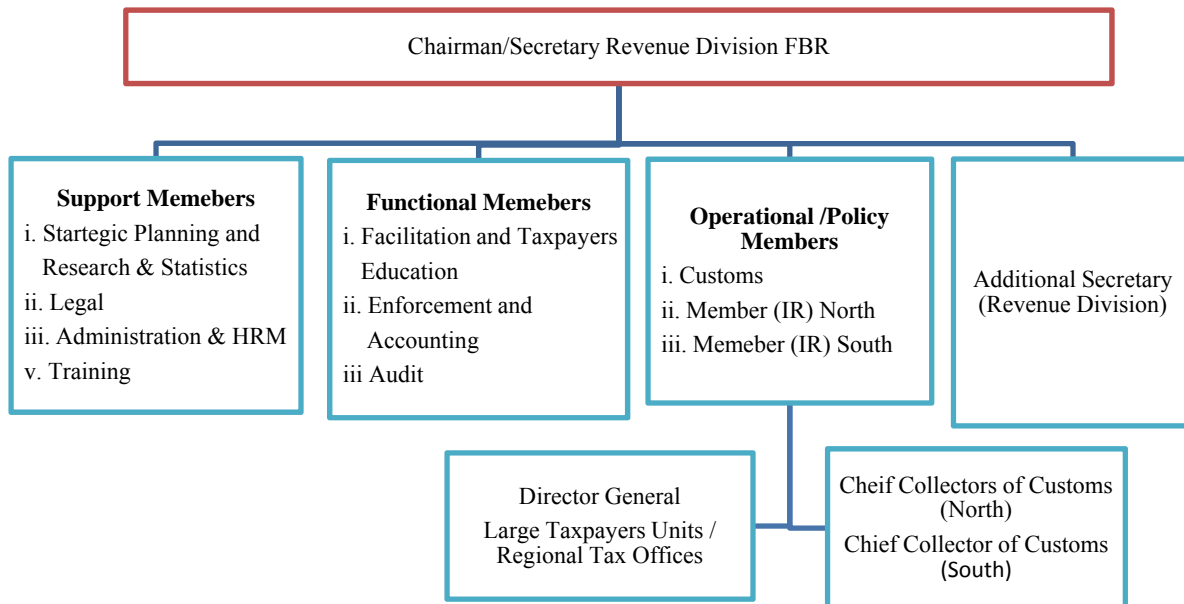 Chairman/Secretary Revenue Division FBR
Support Memebers
i. Startegic Planning and
Research & Statistics
ii. Legal
iii. Administration & HRM
v. Training
Functional Memebers
i. Facilitation and Taxpayers
Education
ii. Enforcement and
Accounting
iii Audit
Operational /Policy
Members
i. Customs
ii. Member (IR) North
iii. Memeber (IR) South
Additional Secretary
(Revenue Division)
Director General
Large Taxpayers Units /
Regional Tax Offices
Cheif Collectors of Customs
(North)
Chief Collector of Customs
(South)